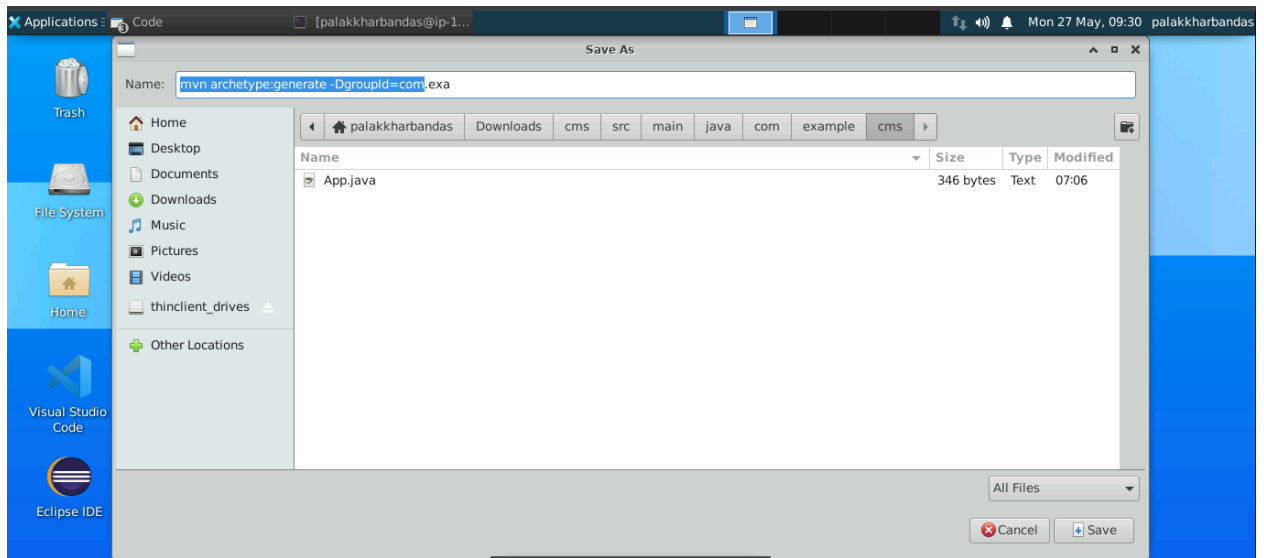 Applications Code [palakkharbandas@ip-1... Mon 27 May, 09:30 palakkharbandas
Save As
Name: mvn archetype:generate -DgroupId=com.exa
Trash
Home
palakkharbandas Downloads cms src main java com example cms
Desktop
Name Size Type Modified
Documents
App.java 346 bytes Text 07:06
Downloads
File System
Music
Pictures
Videos
thinclient_drives
Home
Other Locations
Visual Studio
Code
All Files
Eclipse IDE
Cancel Save